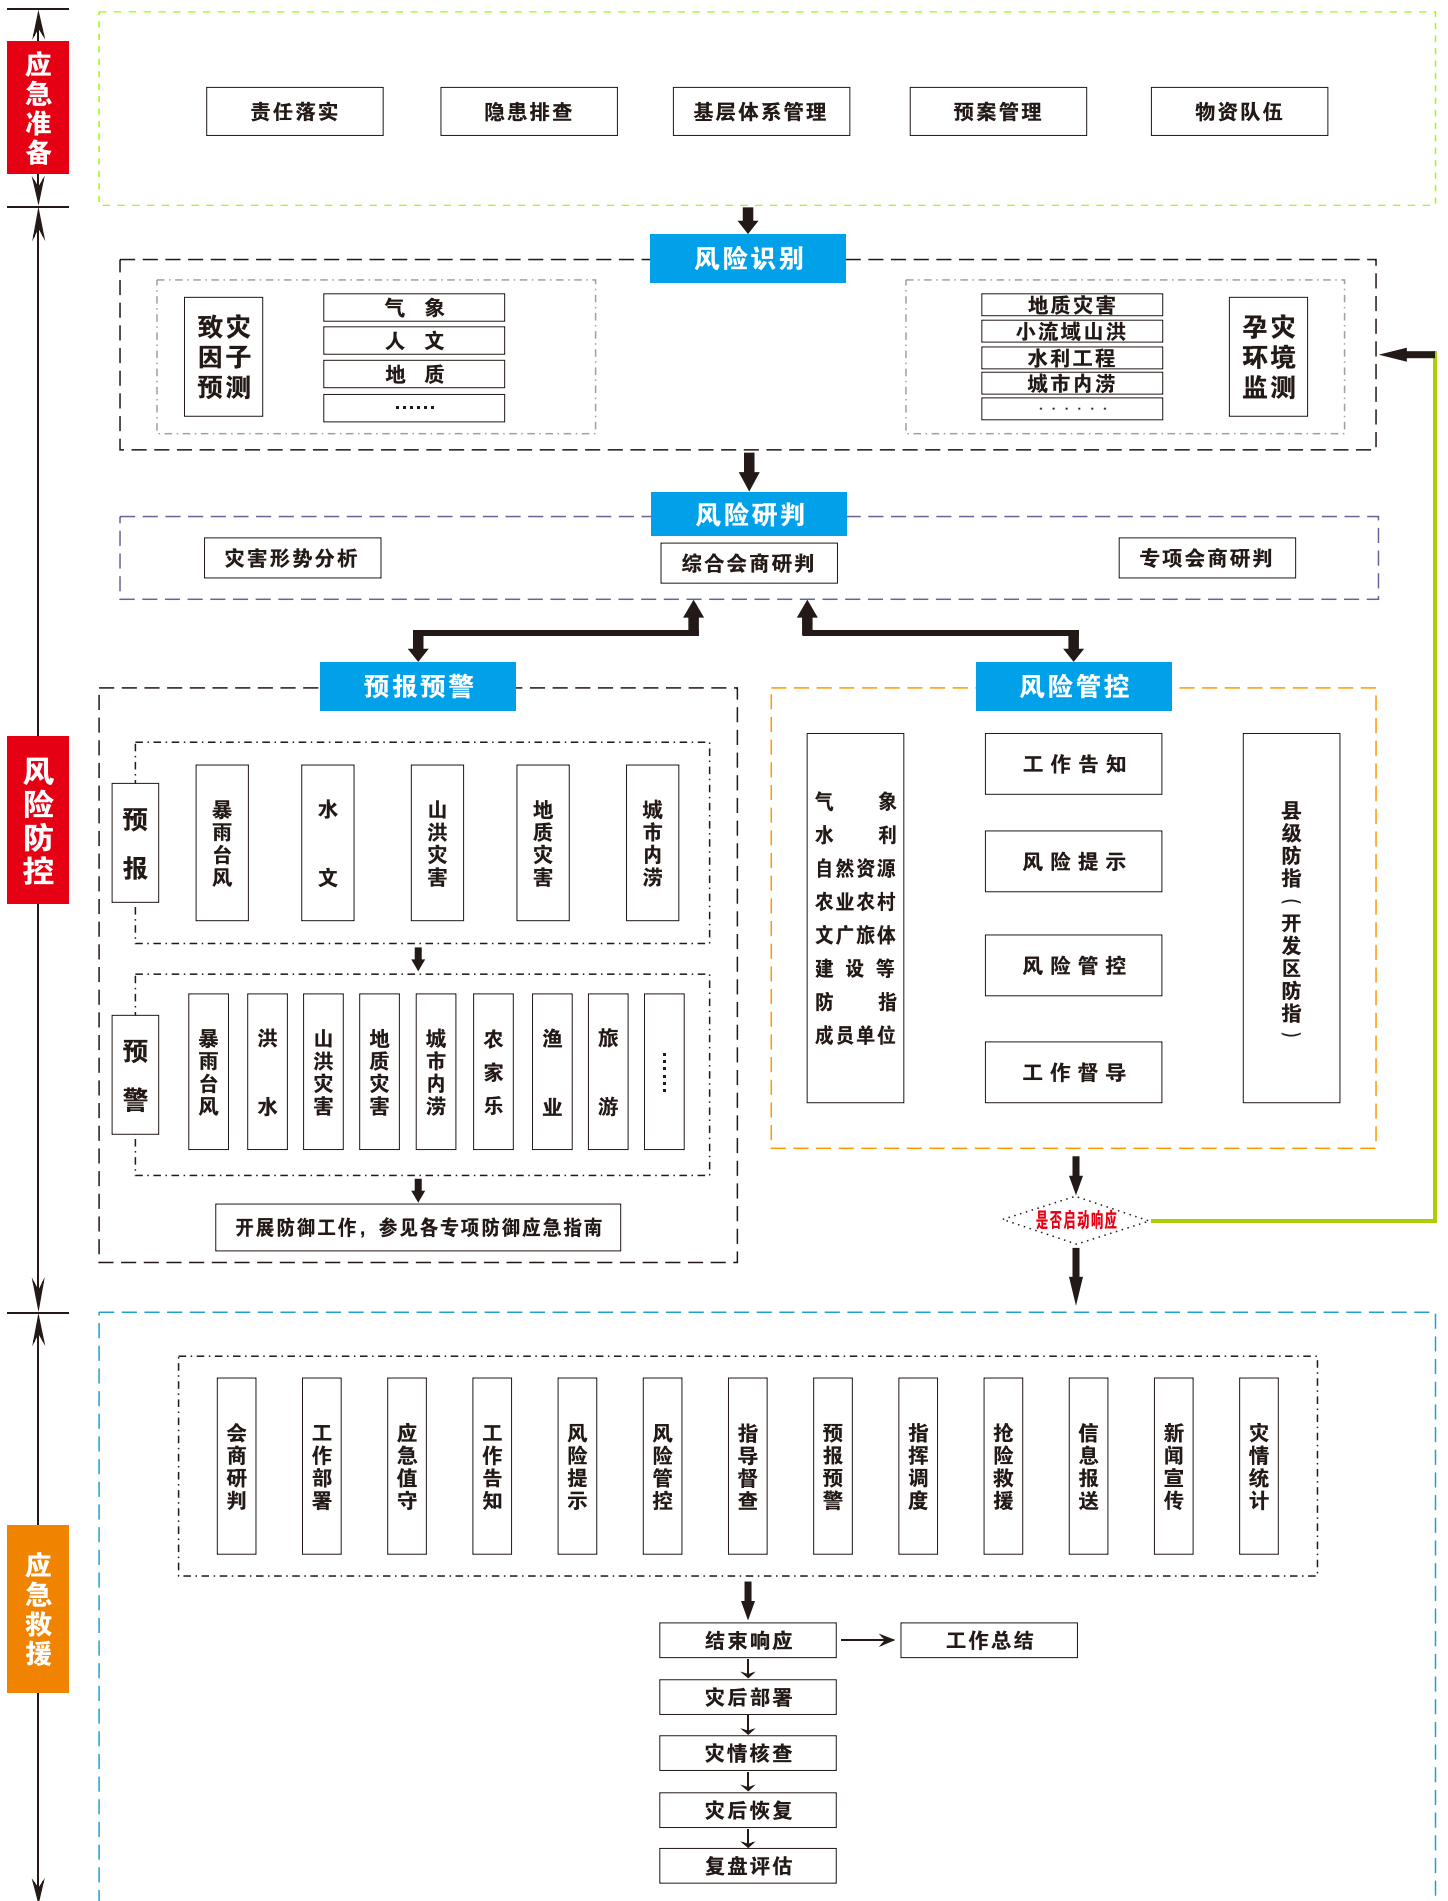 应急准备
责任落实
隐患排查
基层体系管理
预案管理
物资队伍
风险识别
致灾
因子
预测
气 象
人 文
地 质
……
地质灾害
小流域山洪
水利工程
城市内涝
······
孕灾
环境
监测
风险研判
灾害形势分析
综合会商研判
专项会商研判
风险防控
预报预警
预报
暴雨台风
水文
山洪灾害
地质灾害
城市内涝
预警
暴雨台风
洪水
山洪灾害
地质灾害
城市内涝
农家乐
渔业
旅游
……
开展防御工作，参见各专项防御应急指南
风险管控
气 象
水 利
自然资源
农业农村
文广旅体
建 设 等
防 指
成员单位
工作告知
风险提示
风险管控
工作督导
县级防指（开发区防指）
是否启动响应
应急救援
会商研判
工作部署
应急值守
工作告知
风险提示
风险管控
指导督查
预报预警
指挥调度
抢险救援
信息报送
新闻宣传
灾情统计
结束响应
工作总结
灾后部署
灾情核查
灾后恢复
复盘评估